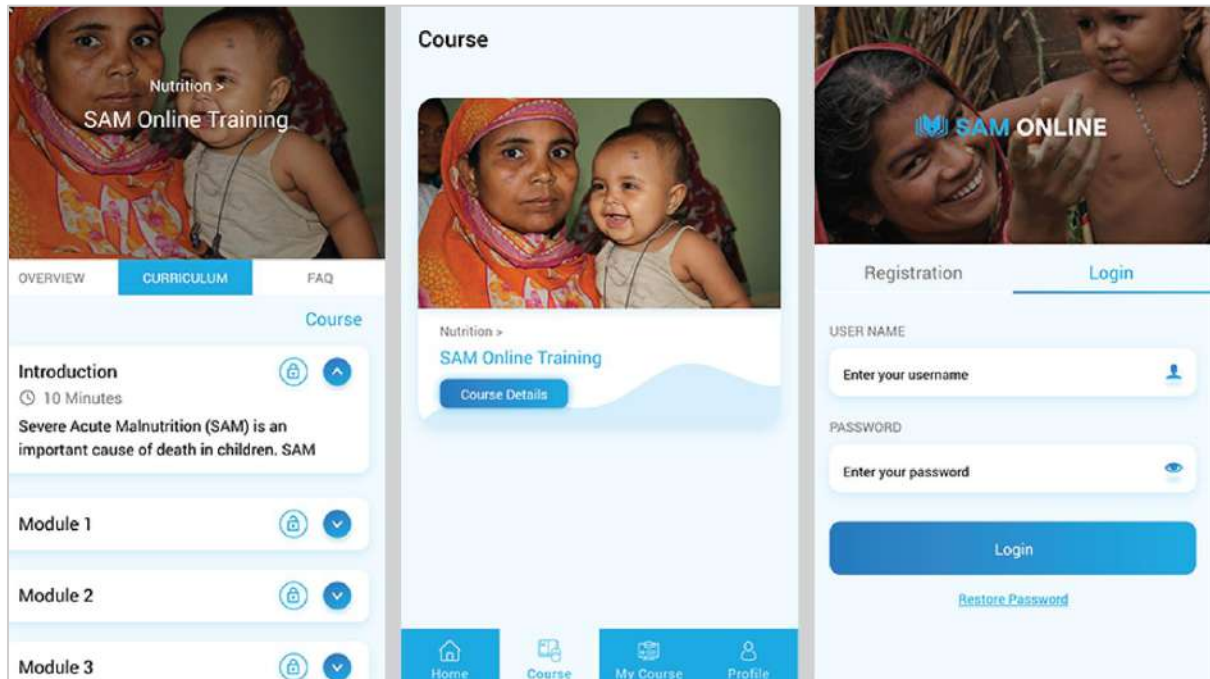 Nutrition >
SAM Online Training
OVERVIEW
CURRICULUM
FAQ
Course
Introduction
10 Minutes
Severe Acute Malnutrition (SAM) is an
important cause of death in children. SAM
Module 1
Module 2
Module 3
Course
Nutrition >
SAM Online Training
Course Details
Home
Course
My Course
Profile
SAM ONLINE
Registration
Login
USER NAME
Enter your username
PASSWORD
Enter your password
Login
Restore Password